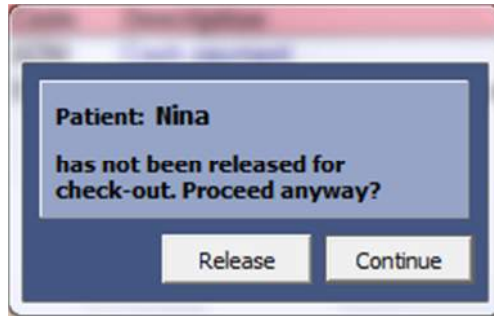 Patient: Nina
has not been released for
check-out. Proceed anyway?
Release
Continue